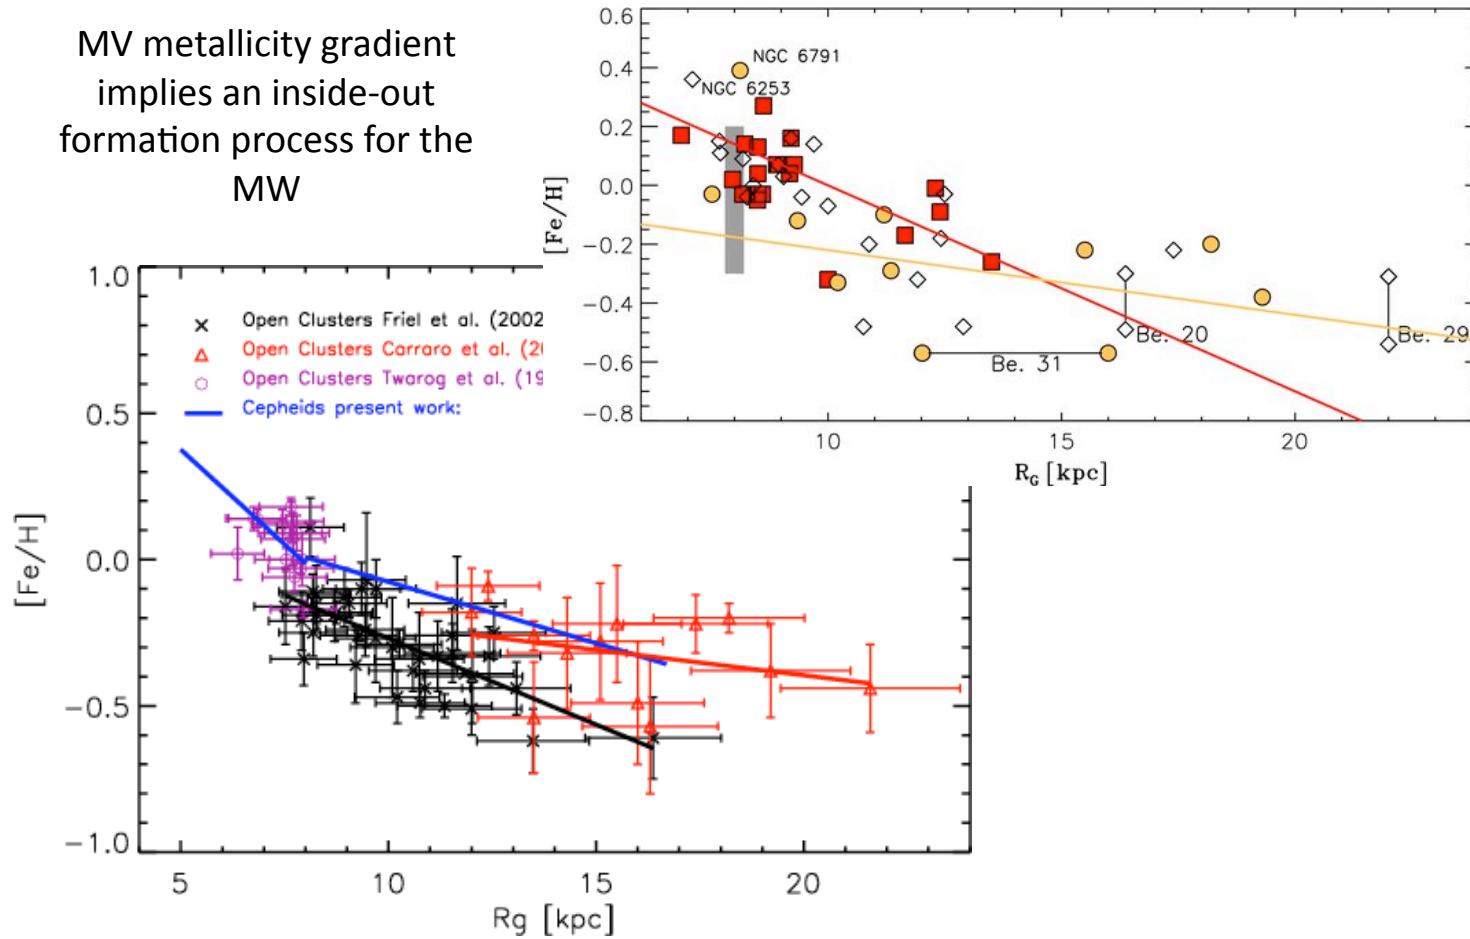 MV metallicity gradient
implies an inside-out
formation process for the
MW
0.6
0.4
0.2
0.0
−0.2
−0.4
−0.6
−0.8
[Fe/H]
NGC 6791
NGC 6253
Be. 20
Be. 29
Be. 31
10
15
20
R_G [kpc]
1.0
0.5
0.0
−0.5
−1.0
[Fe/H]
Open Clusters Friel et al. (2002
Open Clusters Carraro et al. (20
Open Clusters Twarog et al. (19
Cepheids present work:
5
10
15
20
Rg [kpc]